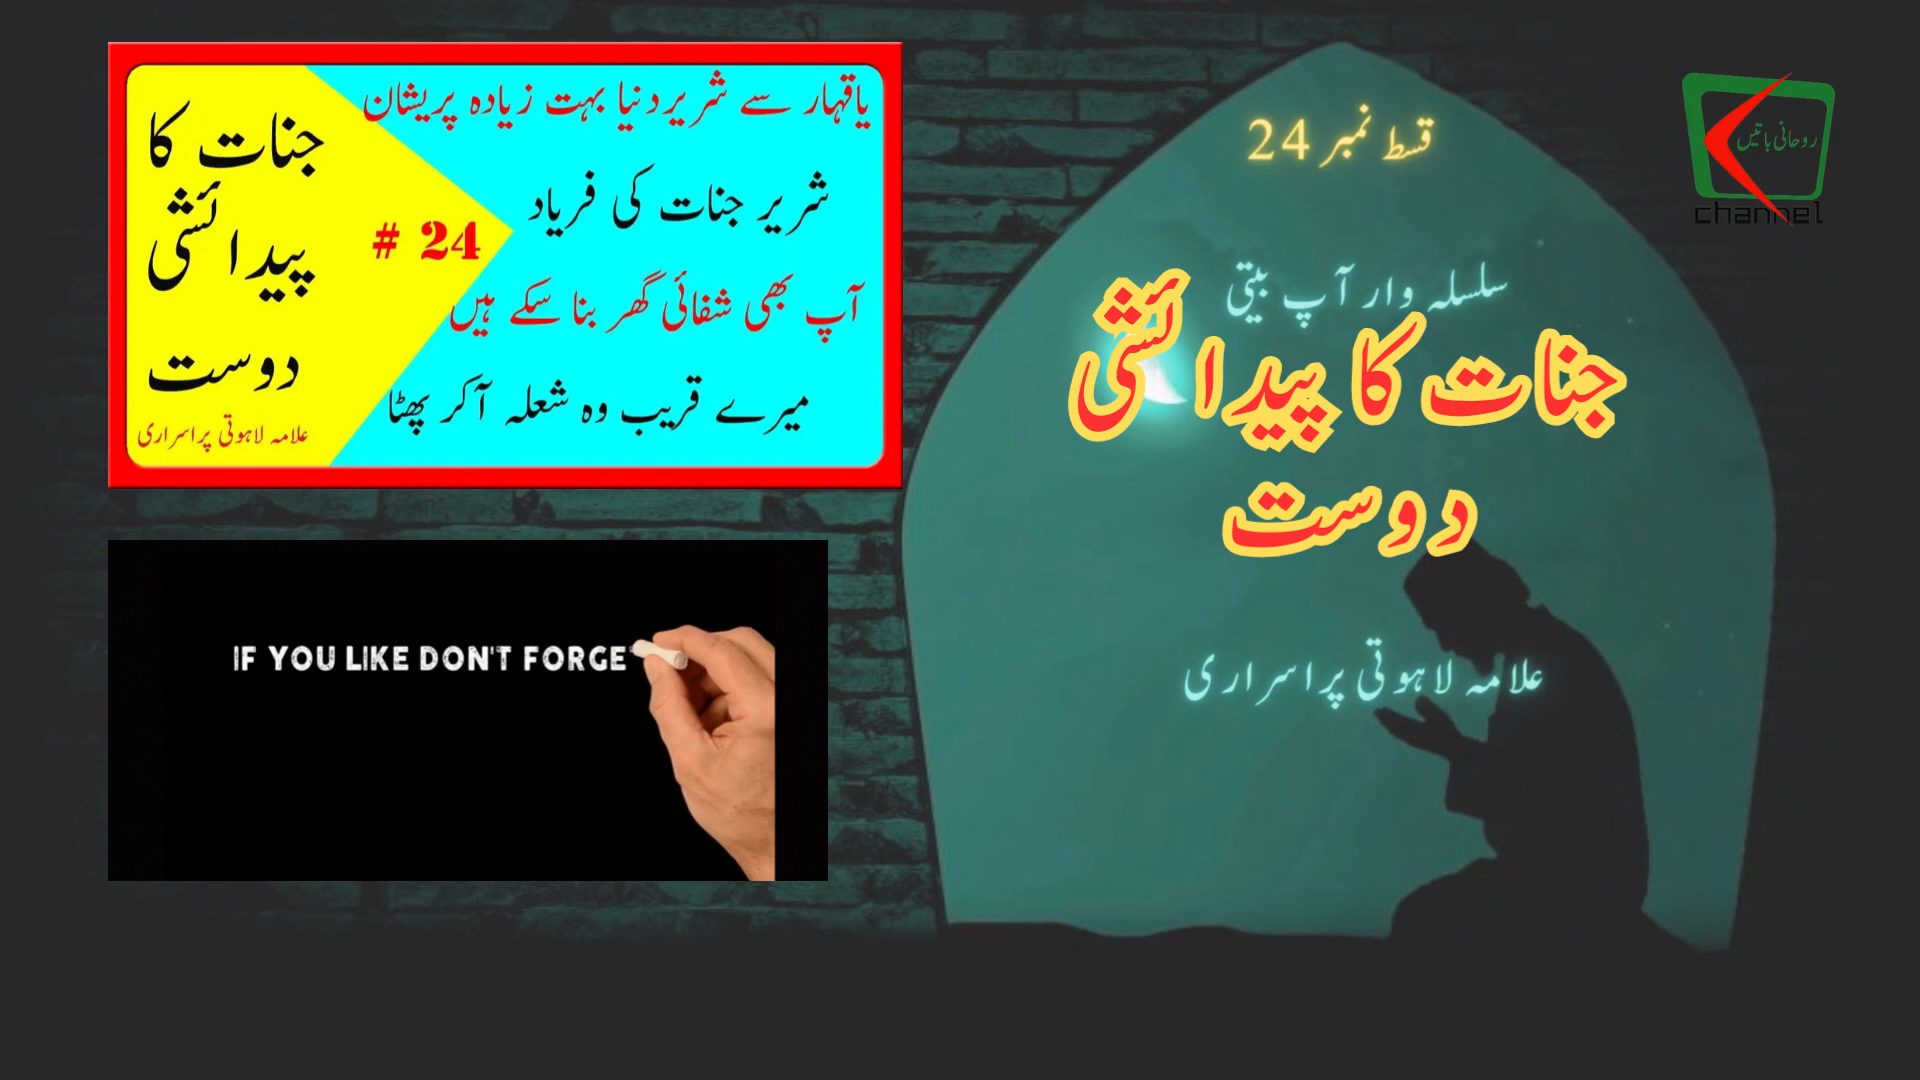 جنات کا
پیدائشی
دوست
علامہ لاہوتی پراسراری
# 24
یاقہار سے شریر دنیا بہت زیادہ پریشان
شریر جنات کی فریاد
آپ بھی شفائی گھر بنا سکے ہیں
میرے قریب وہ شعلہ آکر پھٹا
IF YOU LIKE DON'T FORGE
قسط نمبر 24
سلسلہ وار آپ بیتی
جنات کا پیدائشی
دوست
علامہ لاہوتی پراسراری
روحانی باتیں
channel